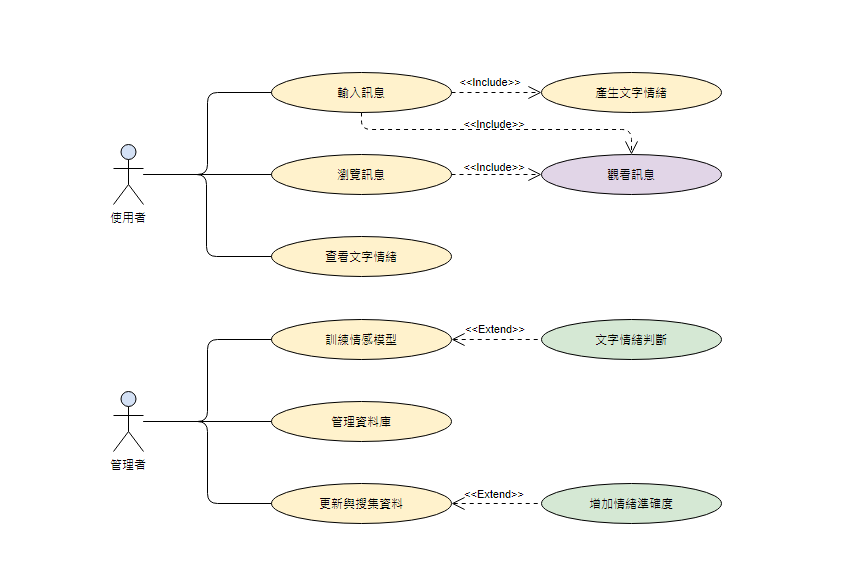 輸入訊息
<<Include>>
產生文字情緒
<<Include>>
瀏覽訊息
<<Include>>
觀看訊息
使用者
查看文字情緒
訓練情感模型
<<Extend>>
文字情緒判斷
管理資料庫
管理者
更新與搜集資料
<<Extend>>
增加情緒準確度